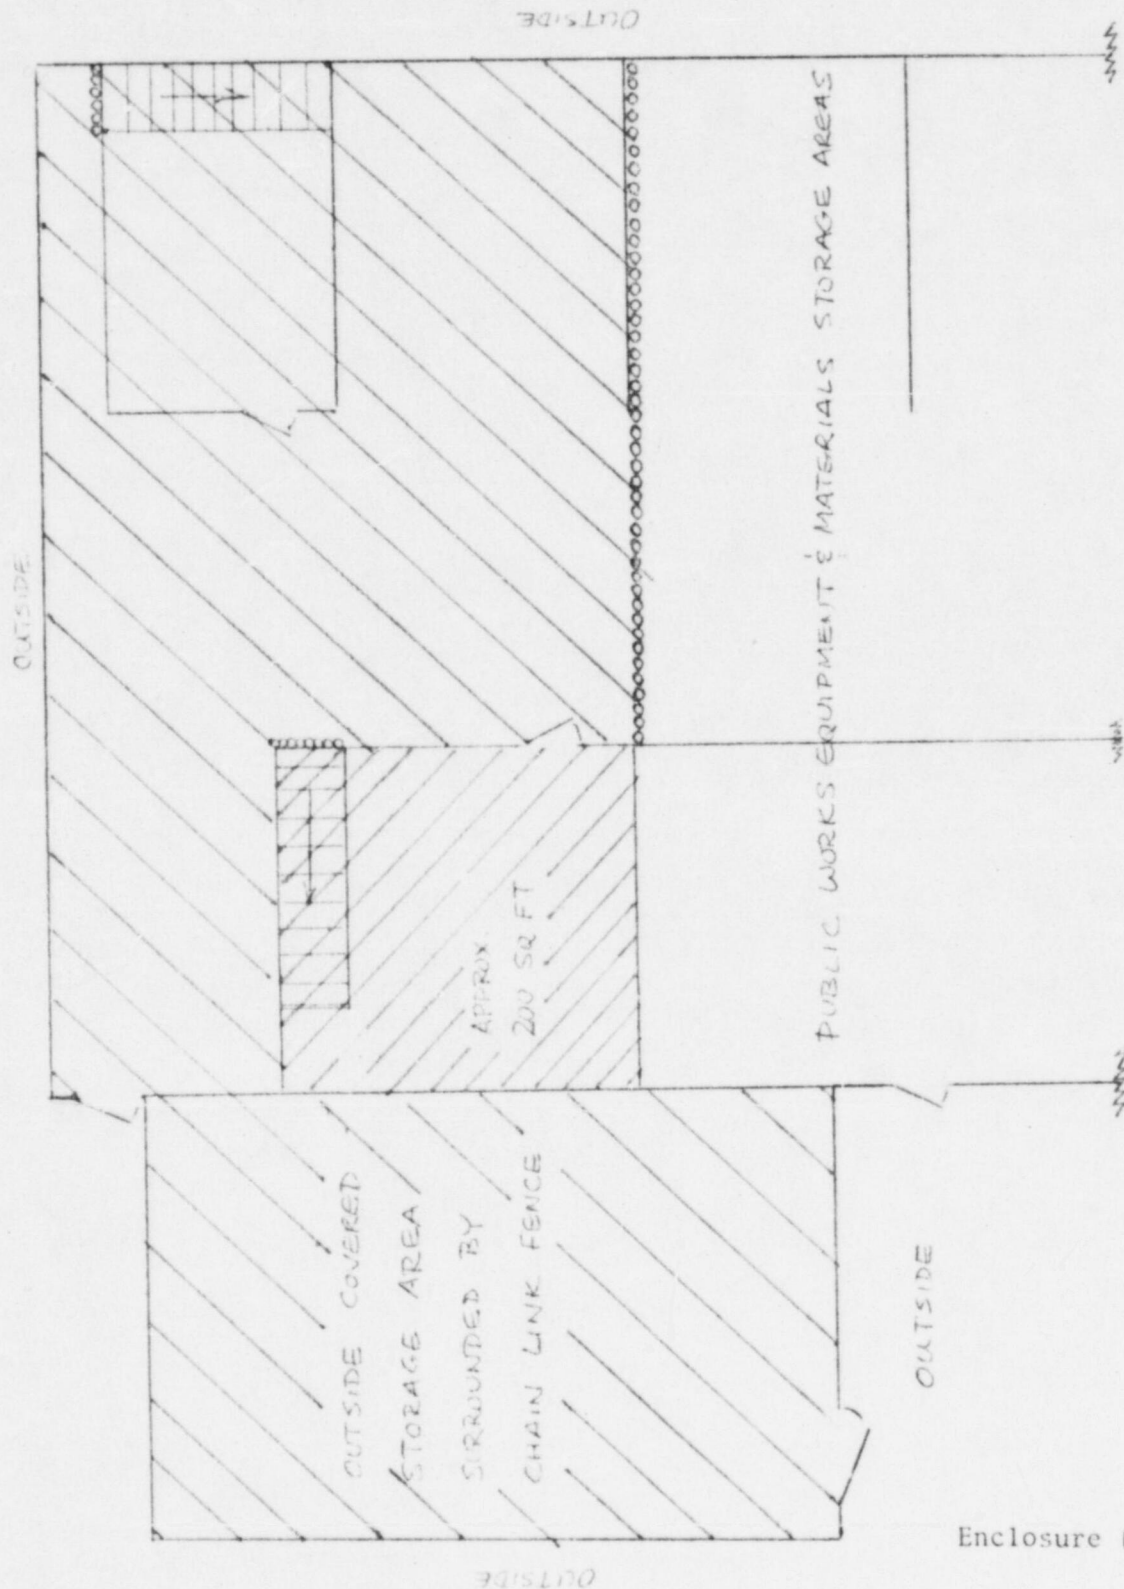 OUTSIDE
OUTSIDE
PUBLIC WORKS EQUIPMENT & MATERIALS STORAGE AREAS
APPROX.
200 SQ FT
OUTSIDE COVERED
STORAGE AREA
SIRROUNDED BY
CHAIN LINK FENCE
OUTSIDE
OUTSIDE
Enclosure (